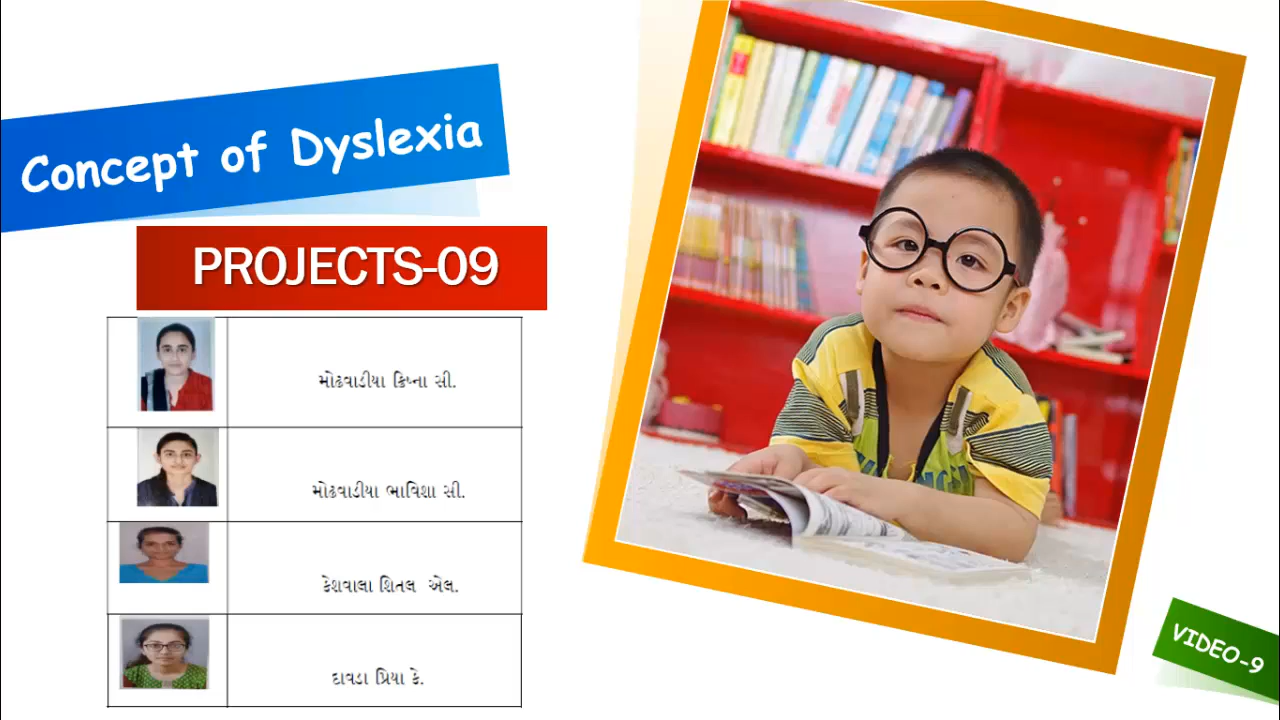 Concept of Dyslexia
PROJECTS-09
મોઢવાડીયા ક્રિષ્ના સી.
મોઢવાડીયા ભાવિશા સી.
કેશવાલા શિતલ એલ.
દાવડા પ્રિયા કે.
VIDEO-9